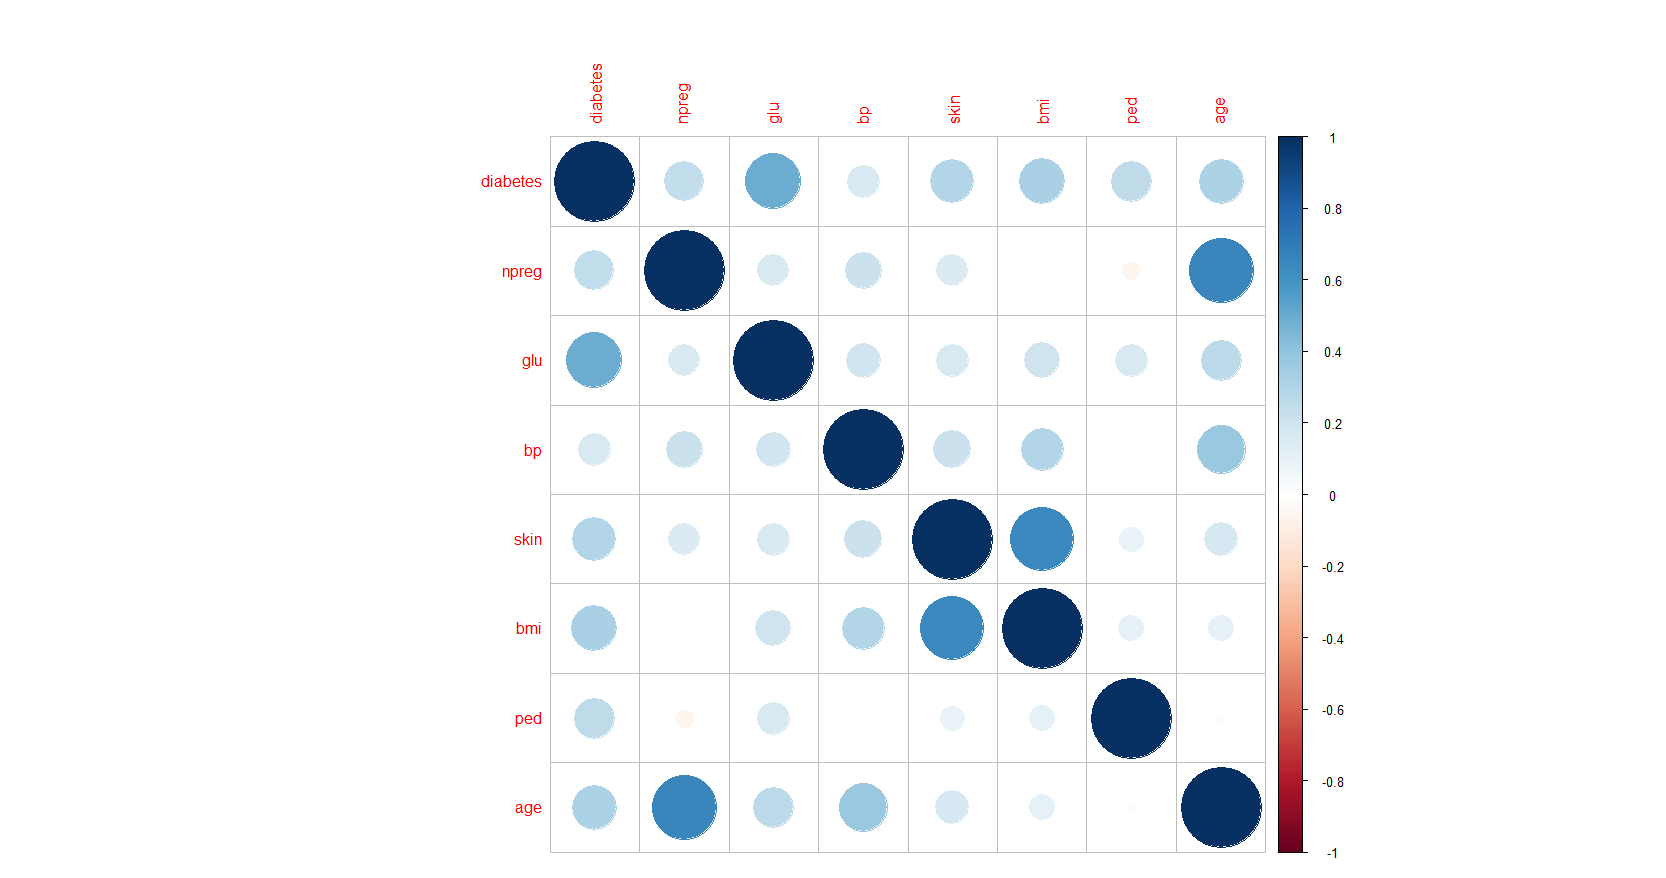 diabetes
npreg
glu
bp
skin
bmi
ped
age
diabetes
npreg
glu
bp
skin
bmi
ped
age
1
0.8
0.6
0.4
0.2
0
-0.2
-0.4
-0.6
-0.8
-1